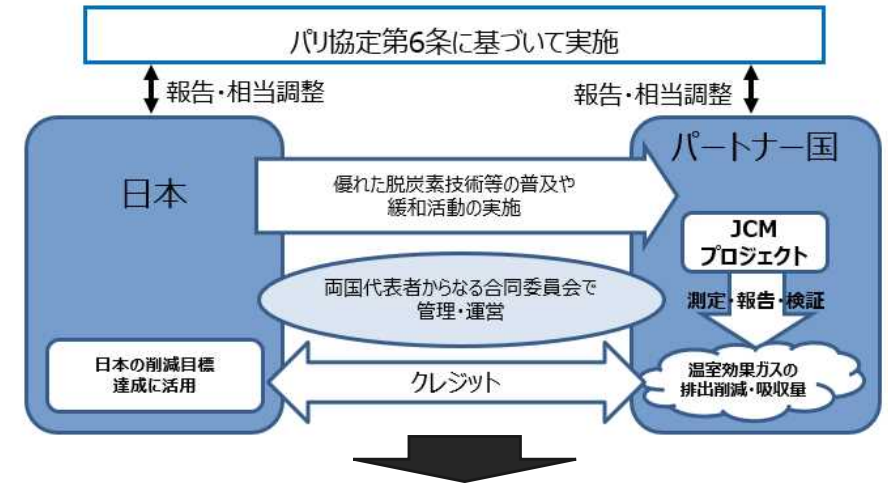 パリ協定第6条に基づいて実施
報告・相当調整
報告・相当調整
日本
パートナー国
優れた脱炭素技術等の普及や
緩和活動の実施
JCM
プロジェクト
両国代表者からなる合同委員会で
管理・運営
測定・報告・検証
日本の削減目標
達成に活用
クレジット
温室効果ガスの
排出削減・吸収量